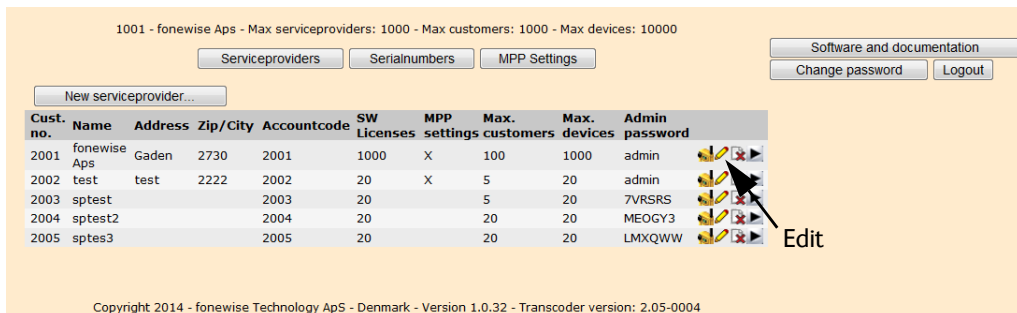 1001 - fonewise Aps - Max serviceproviders: 1000 - Max customers: 1000 - Max devices: 10000
Software and documentation
Serviceproviders Serialnumbers MPP Settings
Change password Logout
New serviceprovider...
Cust. no. Name Address Zip/City Accountcode SW Licenses MPP settings Max. customers Max. devices Admin password
2001 fonewise Aps Gaden 2730 2001 1000 X 100 1000 admin
2002 test test 2222 2002 20 X 5 20 admin
2003 sptest 2003 20 5 20 7VRSRS
2004 sptest2 2004 20 20 20 MEOGY3
2005 sptes3 2005 20 20 20 LMXQWW
Edit
Copyright 2014 - fonewise Technology ApS - Denmark - Version 1.0.32 - Transcoder version: 2.05-0004